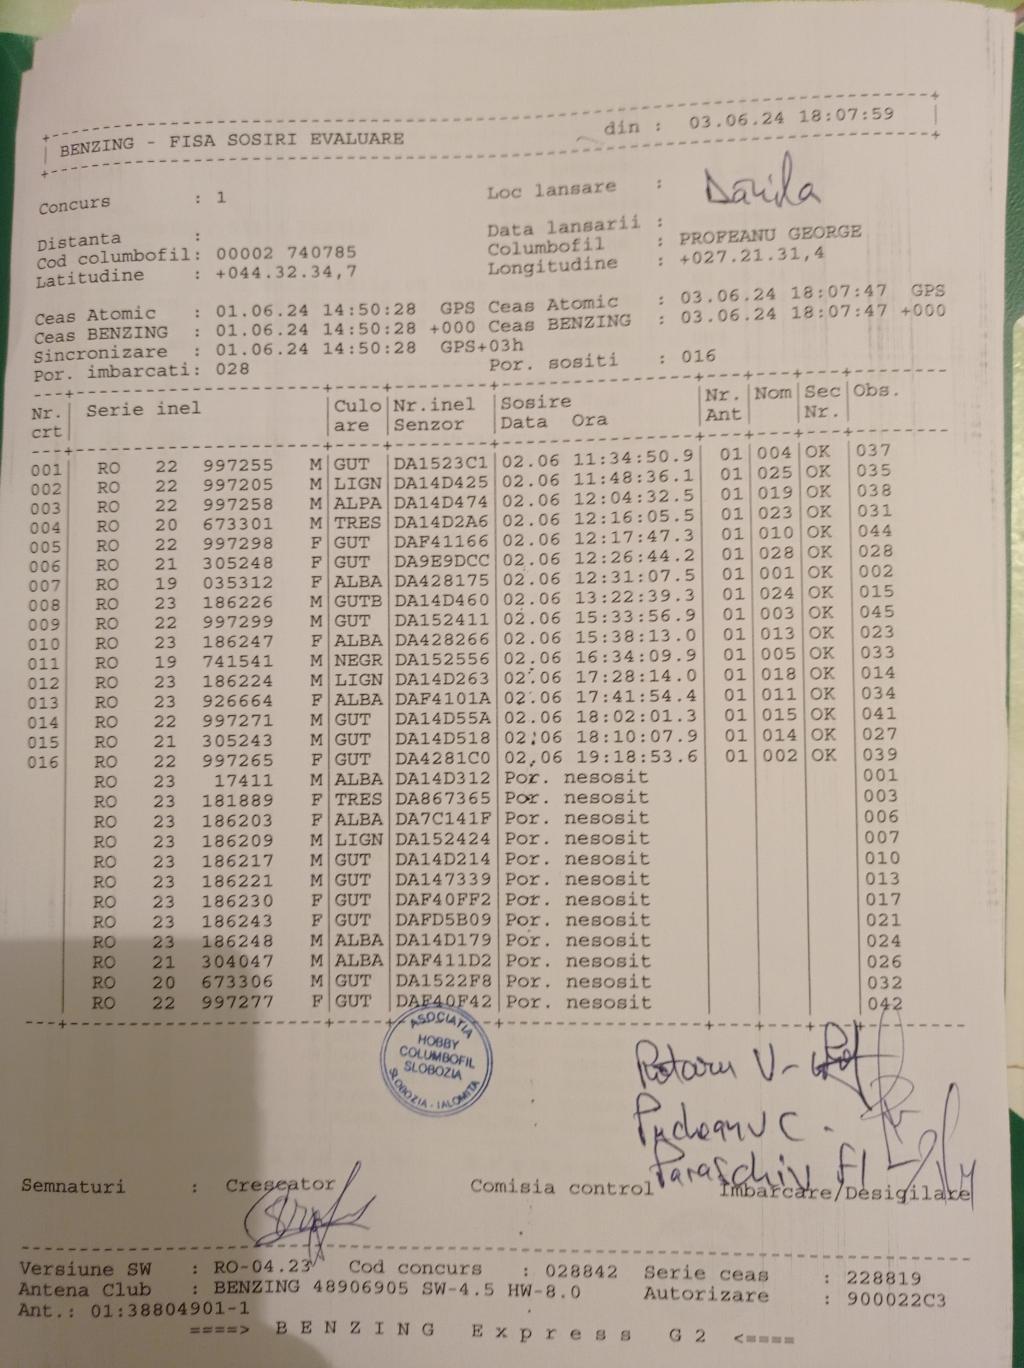 BENZING - FISA SOSIRI EVALUARE din : 03.06.24 18:07:59
Concurs : 1 Loc lansare :
Distanta : Data lansarii :
Cod columbofil: 00002 740785 Columbofil : PROFEANU GEORGE
Latitudine : +044.32.34,7 Longitudine : +027.21.31,4
Ceas Atomic : 01.06.24 14:50:28 GPS Ceas Atomic : 03.06.24 18:07:47 GPS
Ceas BENZING : 01.06.24 14:50:28 +000 Ceas BENZING : 03.06.24 18:07:47 +000
Sincronizare : 01.06.24 14:50:28 GPS+03h
Por. imbarcati: 028 Por. sositi : 016
Nr. Serie inel Culo Nr.inel Sosire Nr. Nom Sec Obs.
crt are Senzor Data Ora Ant Nr.
001 RO 22 997255 M GUT DA1523C1 02.06 11:34:50.9 01 004 OK 037
002 RO 22 997205 M LIGN DA14D425 02.06 11:48:36.1 01 025 OK 035
003 RO 22 997258 M ALPA DA14D474 02.06 12:04:32.5 01 019 OK 038
004 RO 20 673301 M TRES DA14D2A6 02.06 12:16:05.5 01 023 OK 031
005 RO 22 997298 F GUT DAF41166 02.06 12:17:47.3 01 010 OK 044
006 RO 21 305248 F GUT DA9E9DCC 02.06 12:26:44.2 01 028 OK 028
007 RO 19 035312 F ALBA DA428175 02.06 12:31:07.5 01 001 OK 002
008 RO 23 186226 M GUTB DA14D460 02.06 13:22:39.3 01 024 OK 015
009 RO 22 997299 M GUT DA152411 02.06 15:33:56.9 01 003 OK 045
010 RO 23 186247 F ALBA DA428266 02.06 15:38:13.0 01 013 OK 023
011 RO 19 741541 M NEGR DA152556 02.06 16:34:09.9 01 005 OK 033
012 RO 23 186224 M LIGN DA14D263 02.06 17:28:14.0 01 018 OK 014
013 RO 23 926664 F ALBA DAF4101A 02.06 17:41:54.4 01 011 OK 034
014 RO 22 997271 M GUT DA14D55A 02.06 18:02:01.3 01 015 OK 041
015 RO 21 305243 M GUT DA14D518 02.06 18:10:07.9 01 014 OK 027
016 RO 22 997265 F GUT DA4281C0 02.06 19:18:53.6 01 002 OK 039
RO 23 17411 M ALBA DA14D312 Por. nesosit 001
RO 23 181889 F TRES DA867365 Por. nesosit 003
RO 23 186203 F ALBA DA7C141F Por. nesosit 006
RO 23 186209 M LIGN DA152424 Por. nesosit 007
RO 23 186217 M GUT DA14D214 Por. nesosit 010
RO 23 186221 M GUT DA147339 Por. nesosit 013
RO 23 186230 F GUT DAF40FF2 Por. nesosit 017
RO 23 186243 F GUT DAFD5B09 Por. nesosit 021
RO 23 186248 M ALBA DA14D179 Por. nesosit 024
RO 21 304047 M ALBA DAF411D2 Por. nesosit 026
RO 20 673306 M GUT DA1522F8 Por. nesosit 032
RO 22 997277 F GUT DAF40F42 Por. nesosit 042
ASOCIATIA
HOBBY
COLUMBOFIL
SLOBOZIA
SLOBOZIA - IALOMITA
Rotaru V-
Paraschiv Fl
Semnaturi : Crescator Comisia control Imbarcare/Desigilare
Versiune SW : RO-04.23 Cod concurs : 028842 Serie ceas : 228819
Antena Club : BENZING 48906905 SW-4.5 HW-8.0 Autorizare : 900022C3
Ant.: 01:38804901-1
====> BENZING Express G2 <====